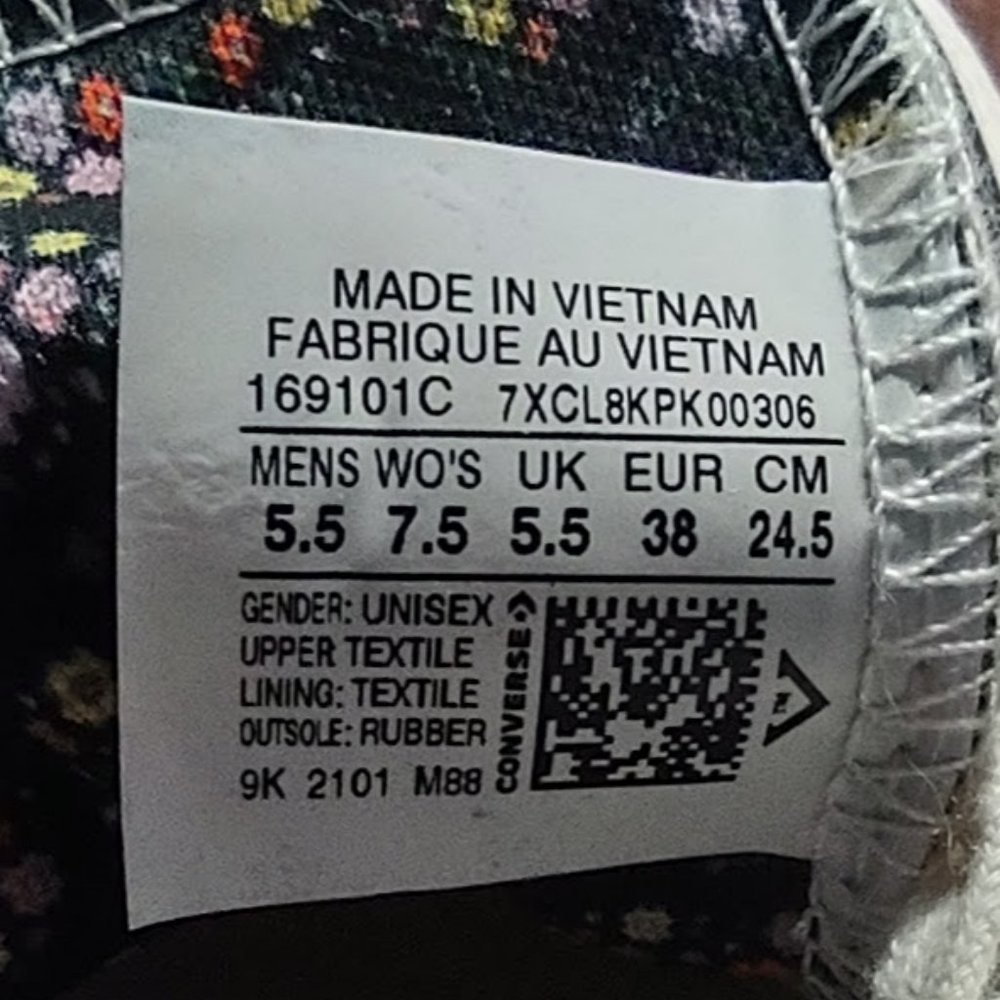 MADE IN VIETNAM
FABRIQUE AU VIETNAM
169101C 7XCL8KPK00306
MENS WO'S UK EUR CM
5.5 7.5 5.5 38 24.5
GENDER: UNISEX
UPPER TEXTILE
LINING: TEXTILE
OUTSOLE: RUBBER
9K 2101 M88
CONVERSE